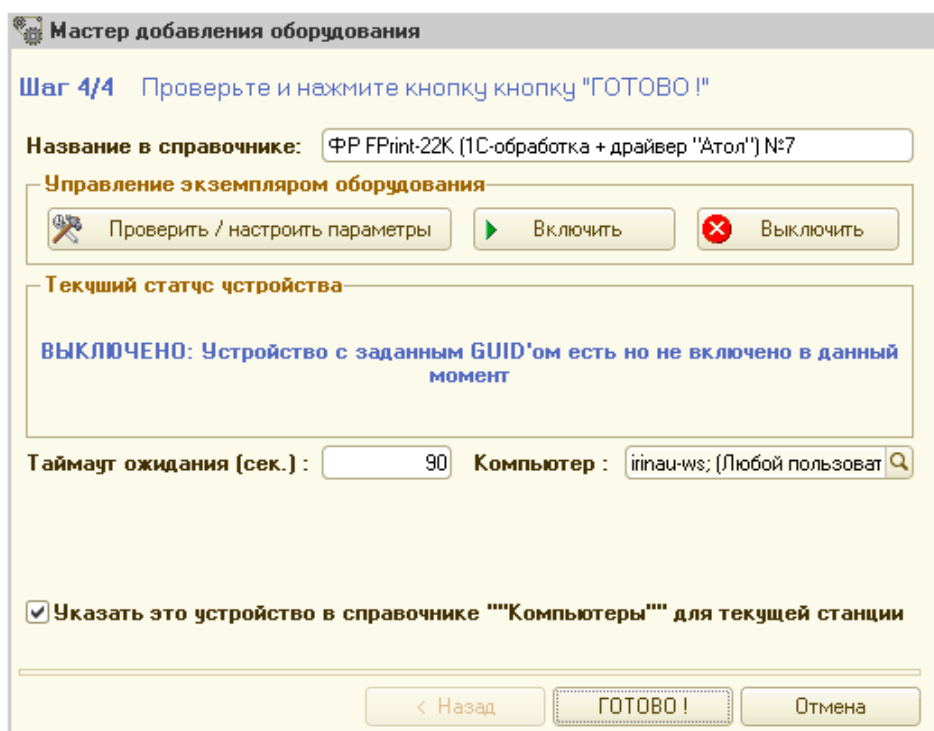 Мастер добавления оборудования
Шаг 4/4 Проверьте и нажмите кнопку кнопку "ГОТОВО !"
Название в справочнике: ФР FPrint-22K (1С-обработка + драйвер "Атол") №7
Управление экземпляром оборудования
Проверить / настроить параметры Включить Выключить
Текущий статус устройства
ВЫКЛЮЧЕНО: Устройство с заданным GUID'ом есть но не включено в данный
момент
Таймаут ожидания (сек.) : 90 Компьютер : irinau-ws; (Любой пользоват
Указать это устройство в справочнике ""Компьютеры"" для текущей станции
< Назад ГОТОВО ! Отмена